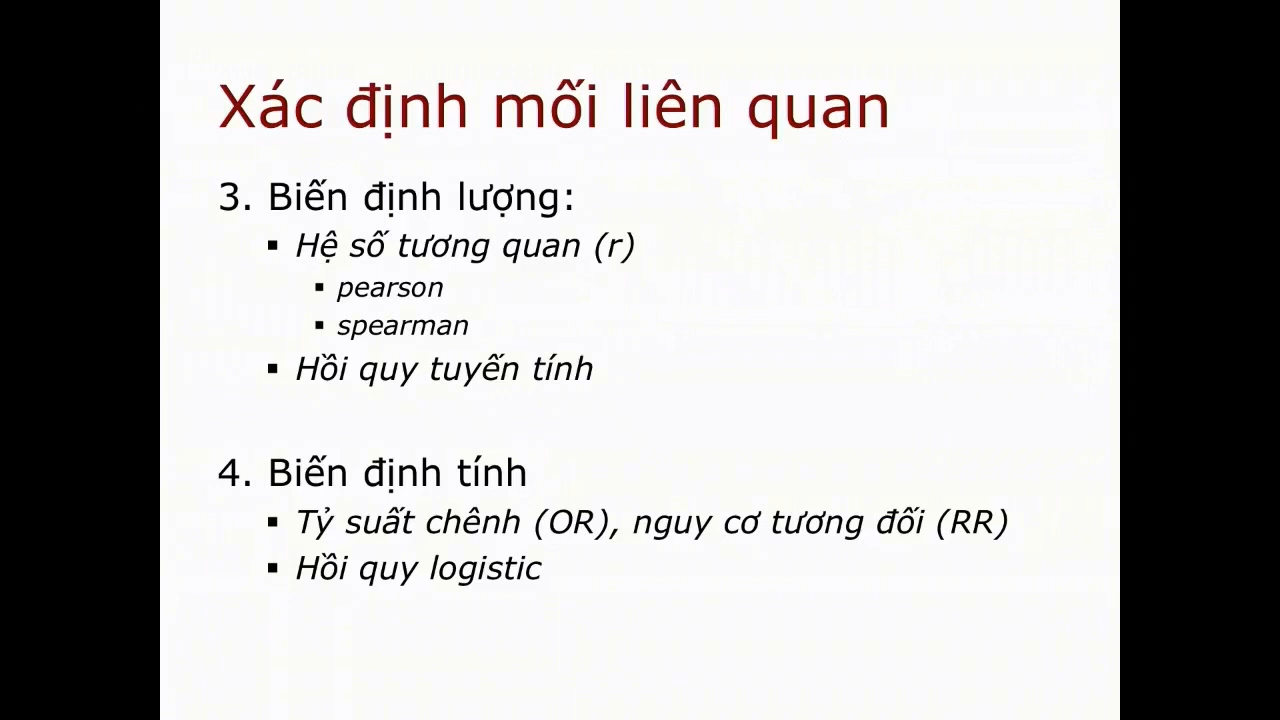 Xác định mối liên quan
3. Biến định lượng:
▪ Hệ số tương quan (r)
▪ pearson
▪ spearman
▪ Hồi quy tuyến tính
4. Biến định tính
▪ Tỷ suất chênh (OR), nguy cơ tương đối (RR)
▪ Hồi quy logistic